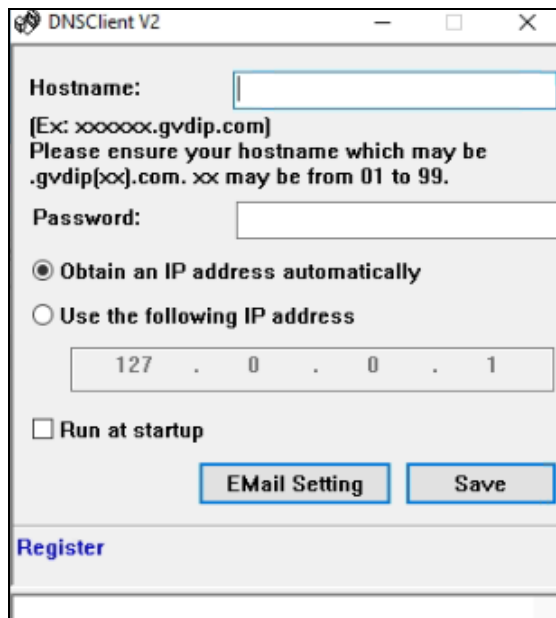 DNSClient V2
Hostname:
(Ex: xxxxxx.gvdip.com)
Please ensure your hostname which may be
.gvdip(xx).com. xx may be from 01 to 99.
Password:
Obtain an IP address automatically
Use the following IP address
127 . 0 . 0 . 1
Run at startup
EMail Setting Save
Register